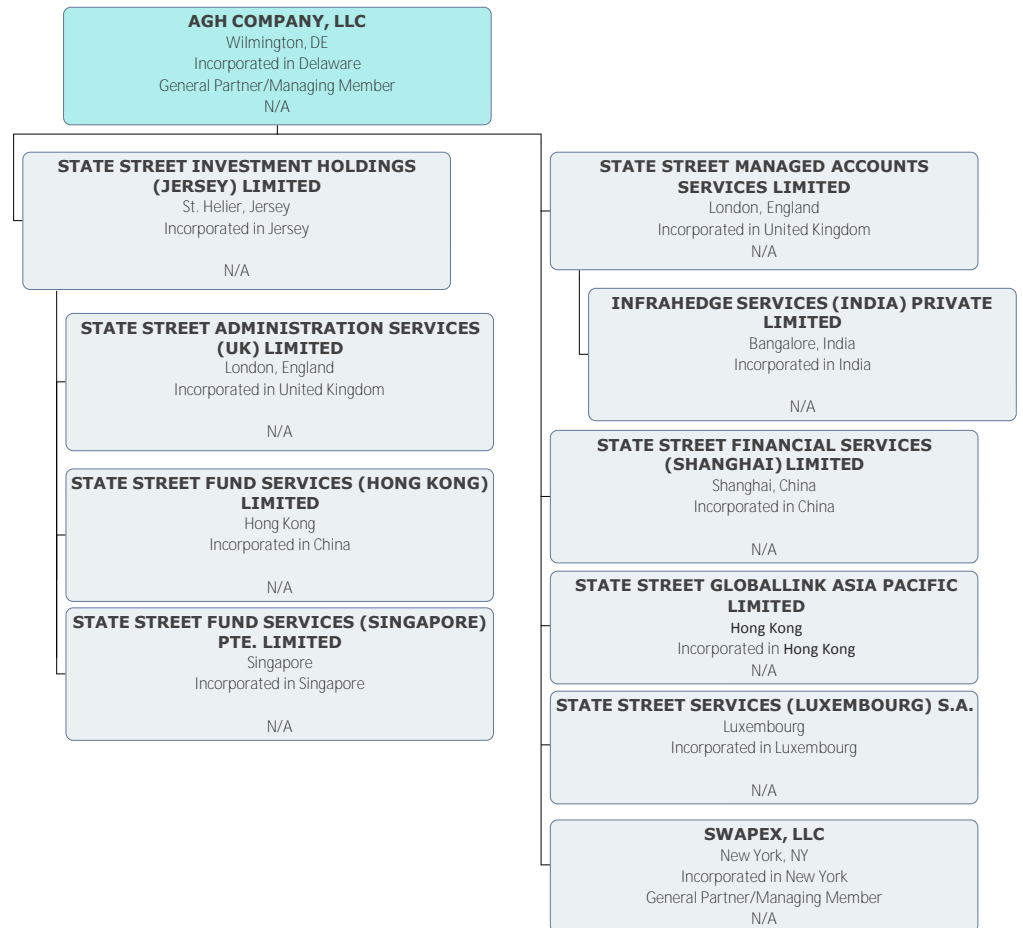 AGH COMPANY, LLC
Wilmington, DE
Incorporated in Delaware
General Partner/Managing Member
N/A
STATE STREET INVESTMENT HOLDINGS
(JERSEY) LIMITED
St. Helier, Jersey
Incorporated in Jersey
N/A
STATE STREET ADMINISTRATION SERVICES
(UK) LIMITED
London, England
Incorporated in United Kingdom
N/A
STATE STREET FUND SERVICES (HONG KONG)
LIMITED
Hong Kong
Incorporated in China
N/A
STATE STREET FUND SERVICES (SINGAPORE)
PTE. LIMITED
Singapore
Incorporated in Singapore
N/A
STATE STREET MANAGED ACCOUNTS
SERVICES LIMITED
London, England
Incorporated in United Kingdom
N/A
INFRAHEDGE SERVICES (INDIA) PRIVATE
LIMITED
Bangalore, India
Incorporated in India
N/A
STATE STREET FINANCIAL SERVICES
(SHANGHAI) LIMITED
Shanghai, China
Incorporated in China
N/A
STATE STREET GLOBALLINK ASIA PACIFIC
LIMITED
Hong Kong
Incorporated in Hong Kong
N/A
STATE STREET SERVICES (LUXEMBOURG) S.A.
Luxembourg
Incorporated in Luxembourg
N/A
SWAPEX, LLC
New York, NY
Incorporated in New York
General Partner/Managing Member
N/A